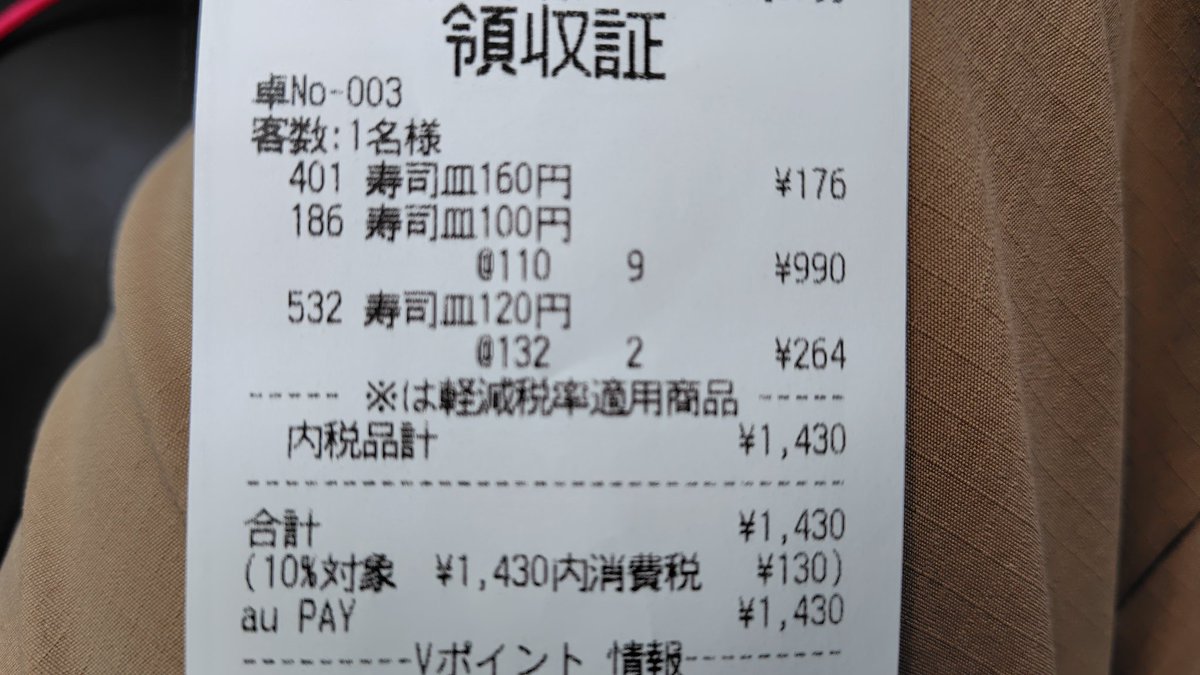 領収証
卓No-003
客数:1名様
401 寿司皿160円 ¥176
186 寿司皿100円
@110 9 ¥990
532 寿司皿120円
@132 2 ¥264
----- ※は軽減税率適用商品 -----
内税品計 ¥1,430
合計 ¥1,430
(10%対象 ¥1,430内消費税 ¥130)
au PAY ¥1,430
---------Vポイント 情報---------